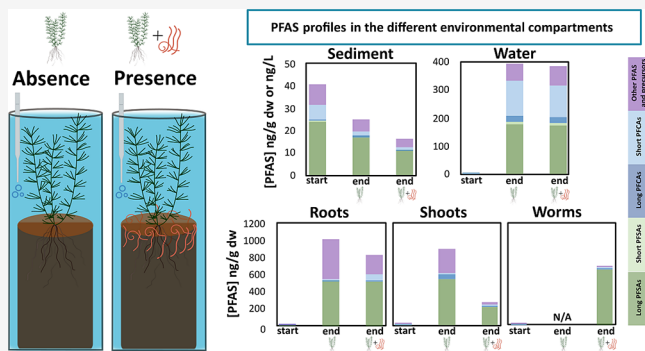 PFAS profiles in the different environmental compartments
Absence
Presence
+
Sediment
Water
[PFAS] ng/g dw or ng/L
50
40
30
20
10
0
start
end
end
+
400
300
200
100
0
start
end
end
+
Roots
Shoots
Worms
[PFAS] ng/g dw
1200
1000
800
600
400
200
0
start
end
end
+
start
end
end
+
N/A
start
end
end
+
Other PFAS
and precursors
Short PFCAs
Long PFCAs
Short PFSAs
Long PFSAs